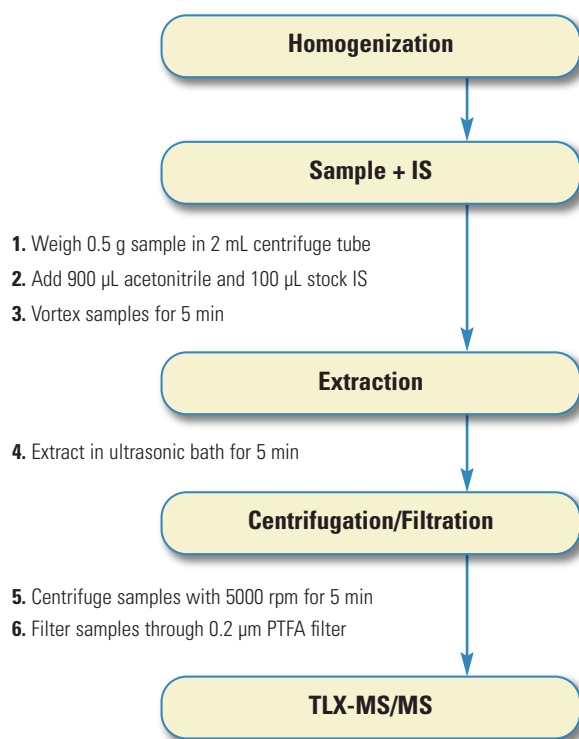 Homogenization
Sample + IS
1. Weigh 0.5 g sample in 2 mL centrifuge tube
2. Add 900 µL acetonitrile and 100 µL stock IS
3. Vortex samples for 5 min
Extraction
4. Extract in ultrasonic bath for 5 min
Centrifugation/Filtration
5. Centrifuge samples with 5000 rpm for 5 min
6. Filter samples through 0.2 µm PTFA filter
TLX-MS/MS